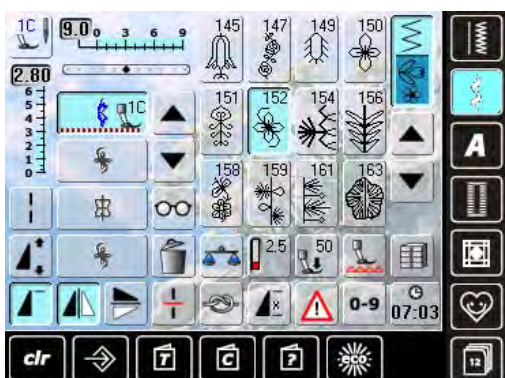 1C 9.0 0 3 6 9 145 147 149 150
2.80
6 5 4 3 2 1 0
1C 151 152 154 156
158 159 161 163
A
2.5 50
0-9 07:03
clr T C ? eco 12